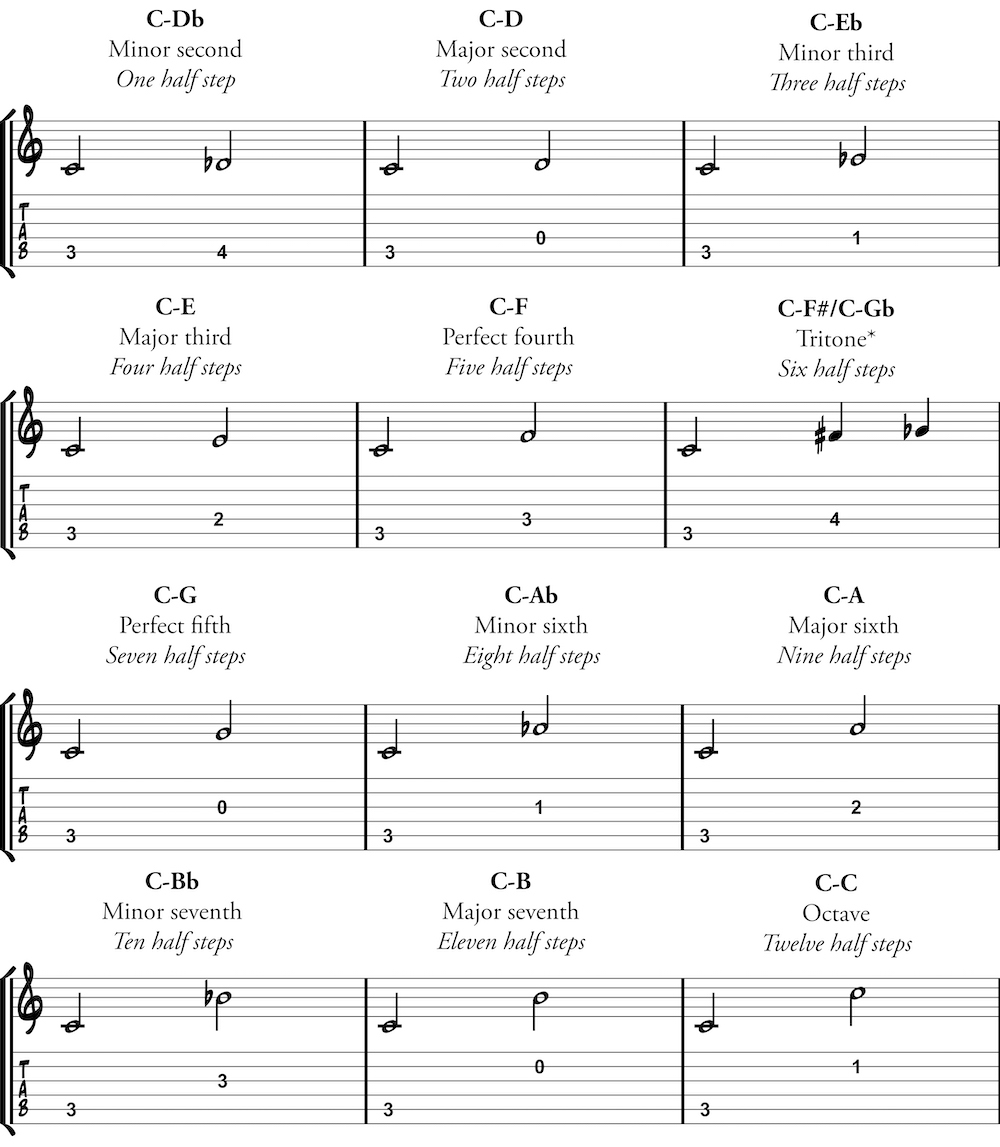 C-Db C-D C-Eb
Minor second Major second Minor third
One half step Two half steps Three half steps
T
A
B
3 4 3 0 3 1
C-E C-F C-F#/C-Gb
Major third Perfect fourth Tritone*
Four half steps Five half steps Six half steps
T
A
B
3 2 3 3 3 4
C-G C-Ab C-A
Perfect fifth Minor sixth Major sixth
Seven half steps Eight half steps Nine half steps
T
A
B
3 0 3 1 3 2
C-Bb C-B C-C
Minor seventh Major seventh Octave
Ten half steps Eleven half steps Twelve half steps
T
A
B
3 3 3 0 3 1